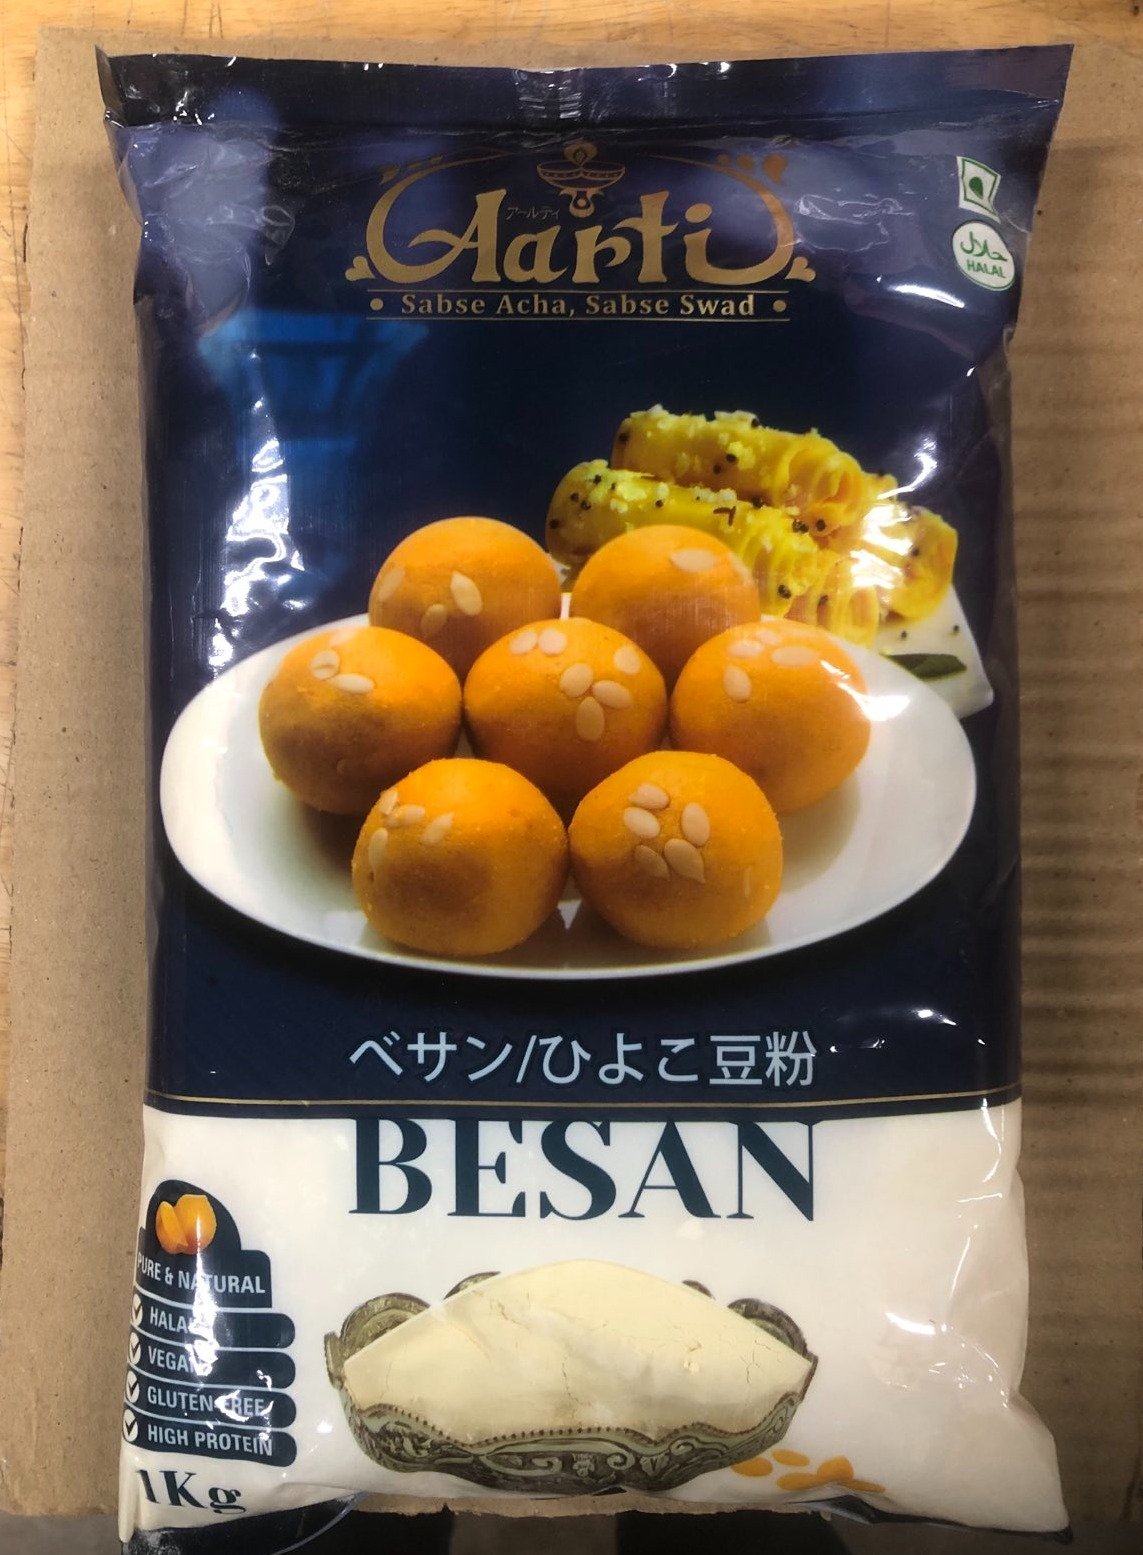 アールティ
Aarti
• Sabse Acha, Sabse Swad •
حلال
HALAL
ベサン/ひよこ豆粉
BESAN
PURE & NATURAL
HALAL
VEGAN
GLUTEN FREE
HIGH PROTEIN
1Kg